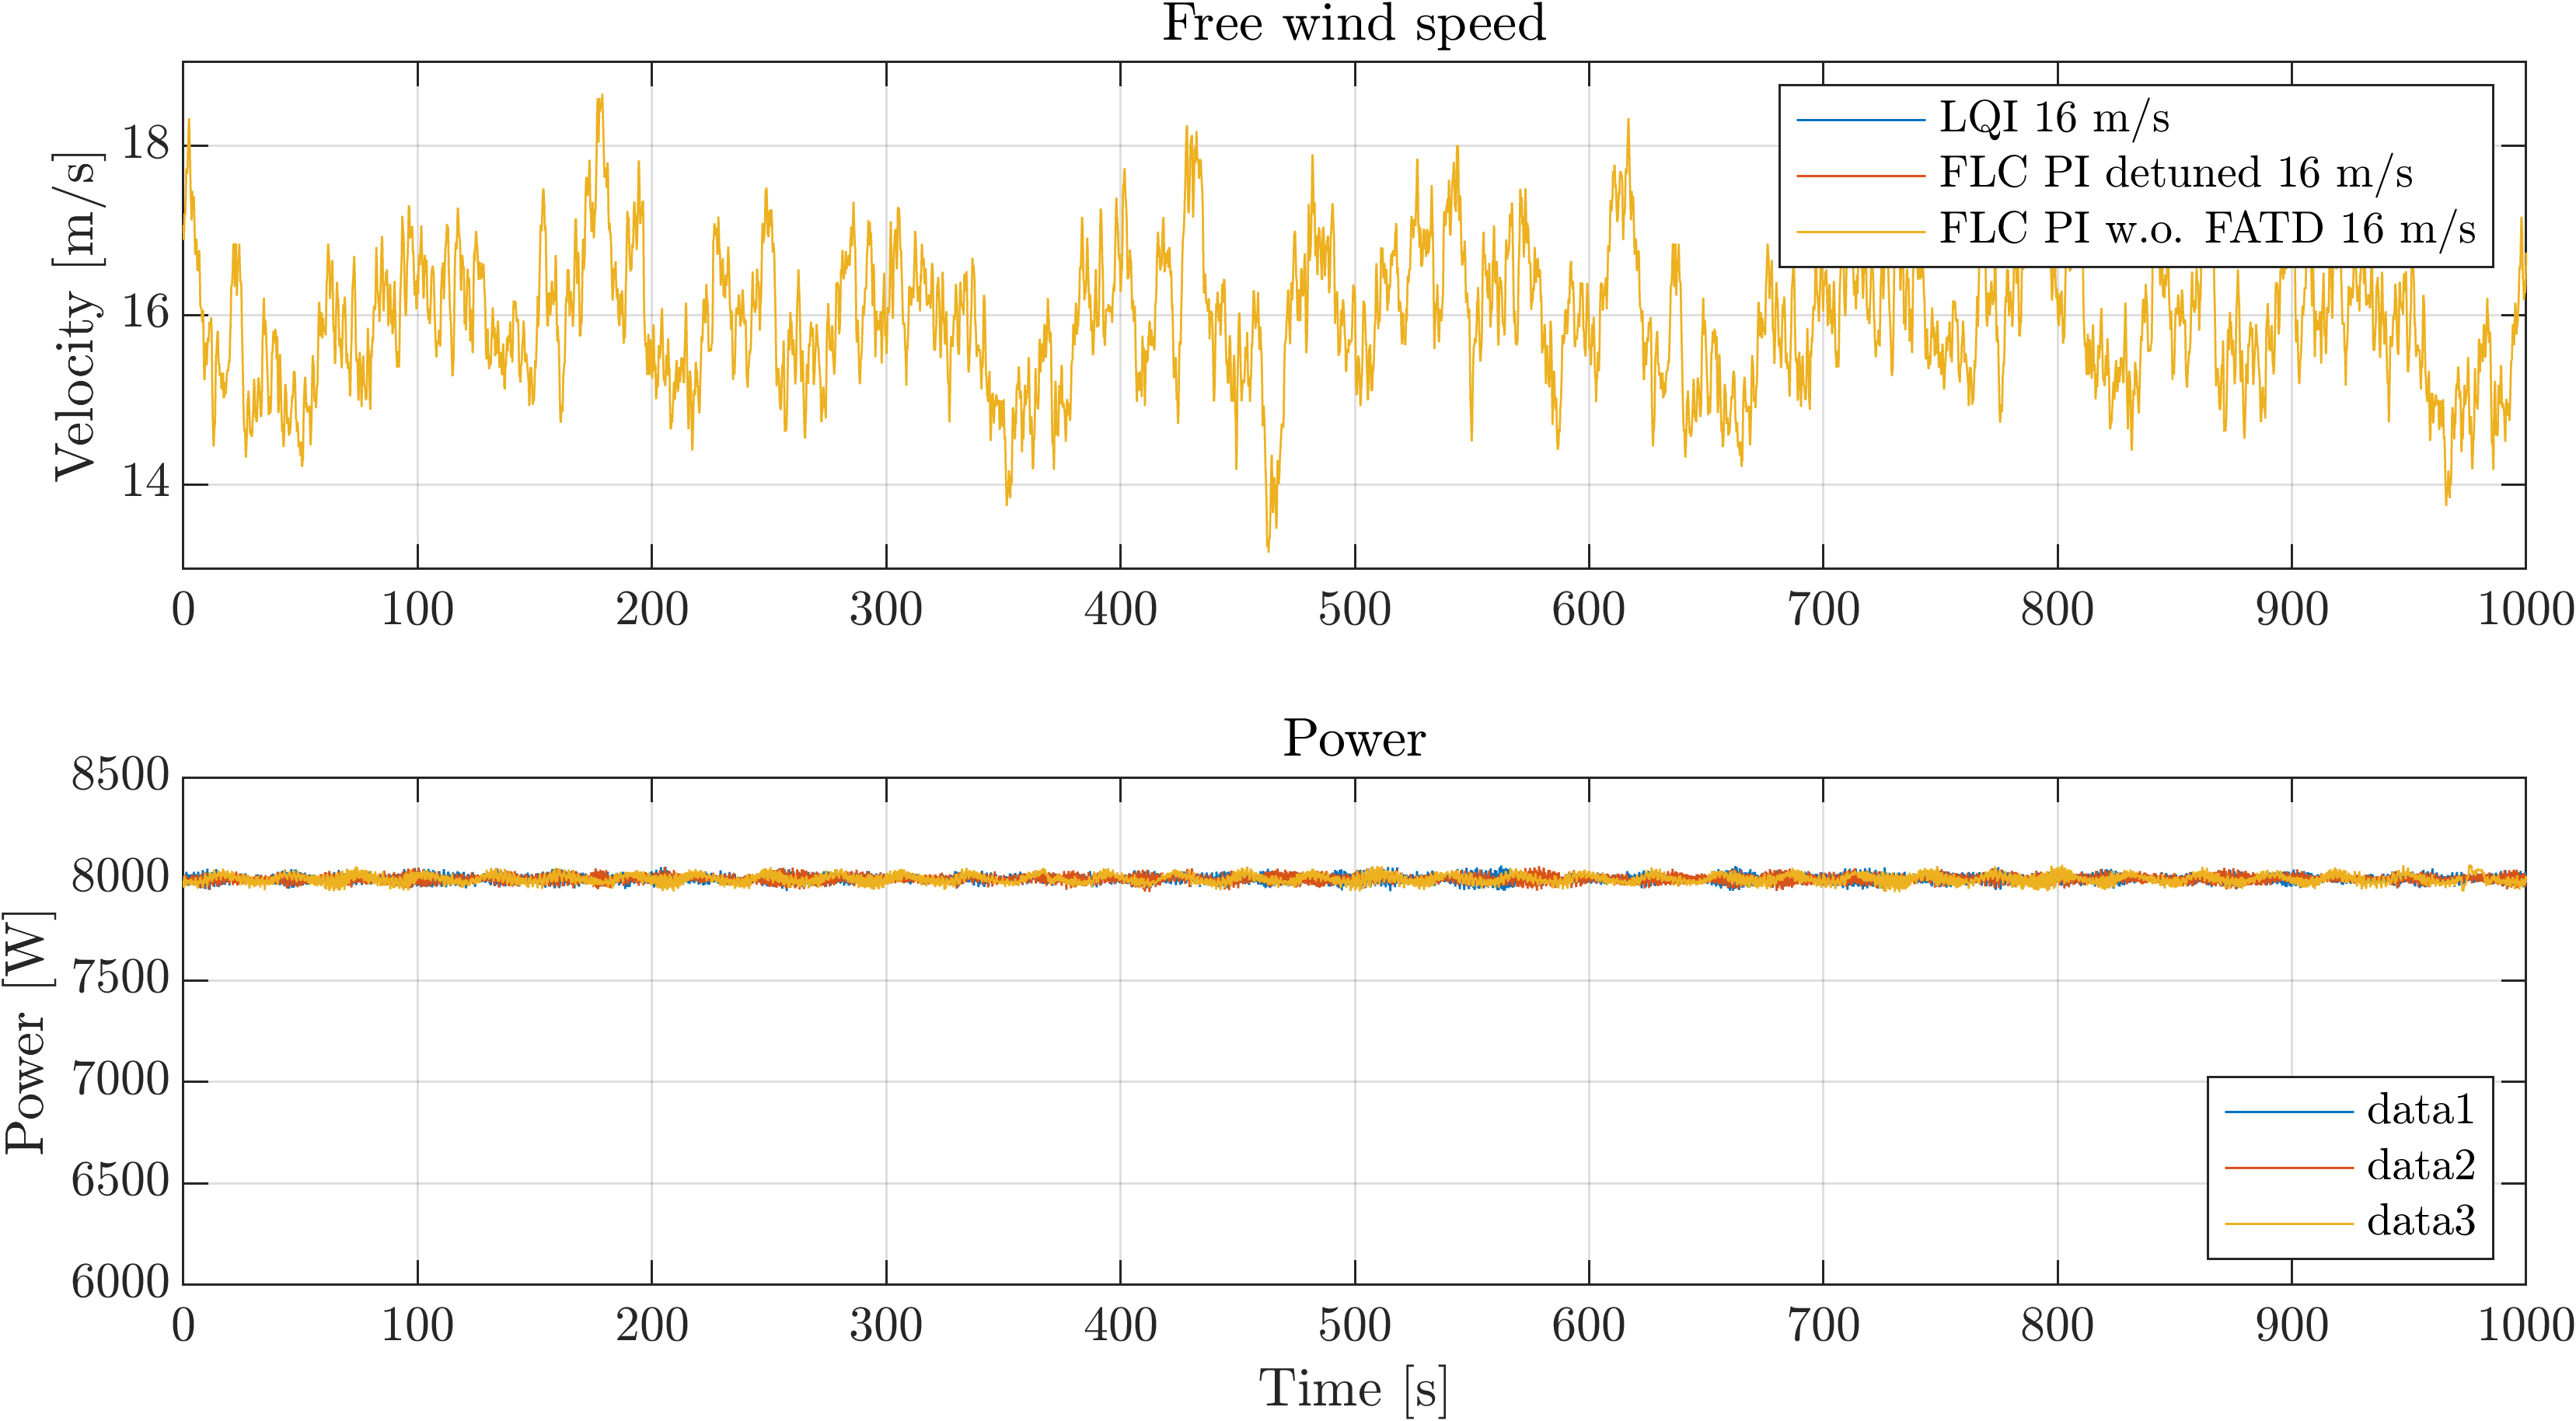 Free wind speed
Velocity [m/s]
18
16
14
LQI 16 m/s
FLC PI detuned 16 m/s
FLC PI w.o. FATD 16 m/s
0 100 200 300 400 500 600 700 800 900 1000
Power
Power [W]
8500
8000
7500
7000
6500
6000
data1
data2
data3
0 100 200 300 400 500 600 700 800 900 1000
Time [s]